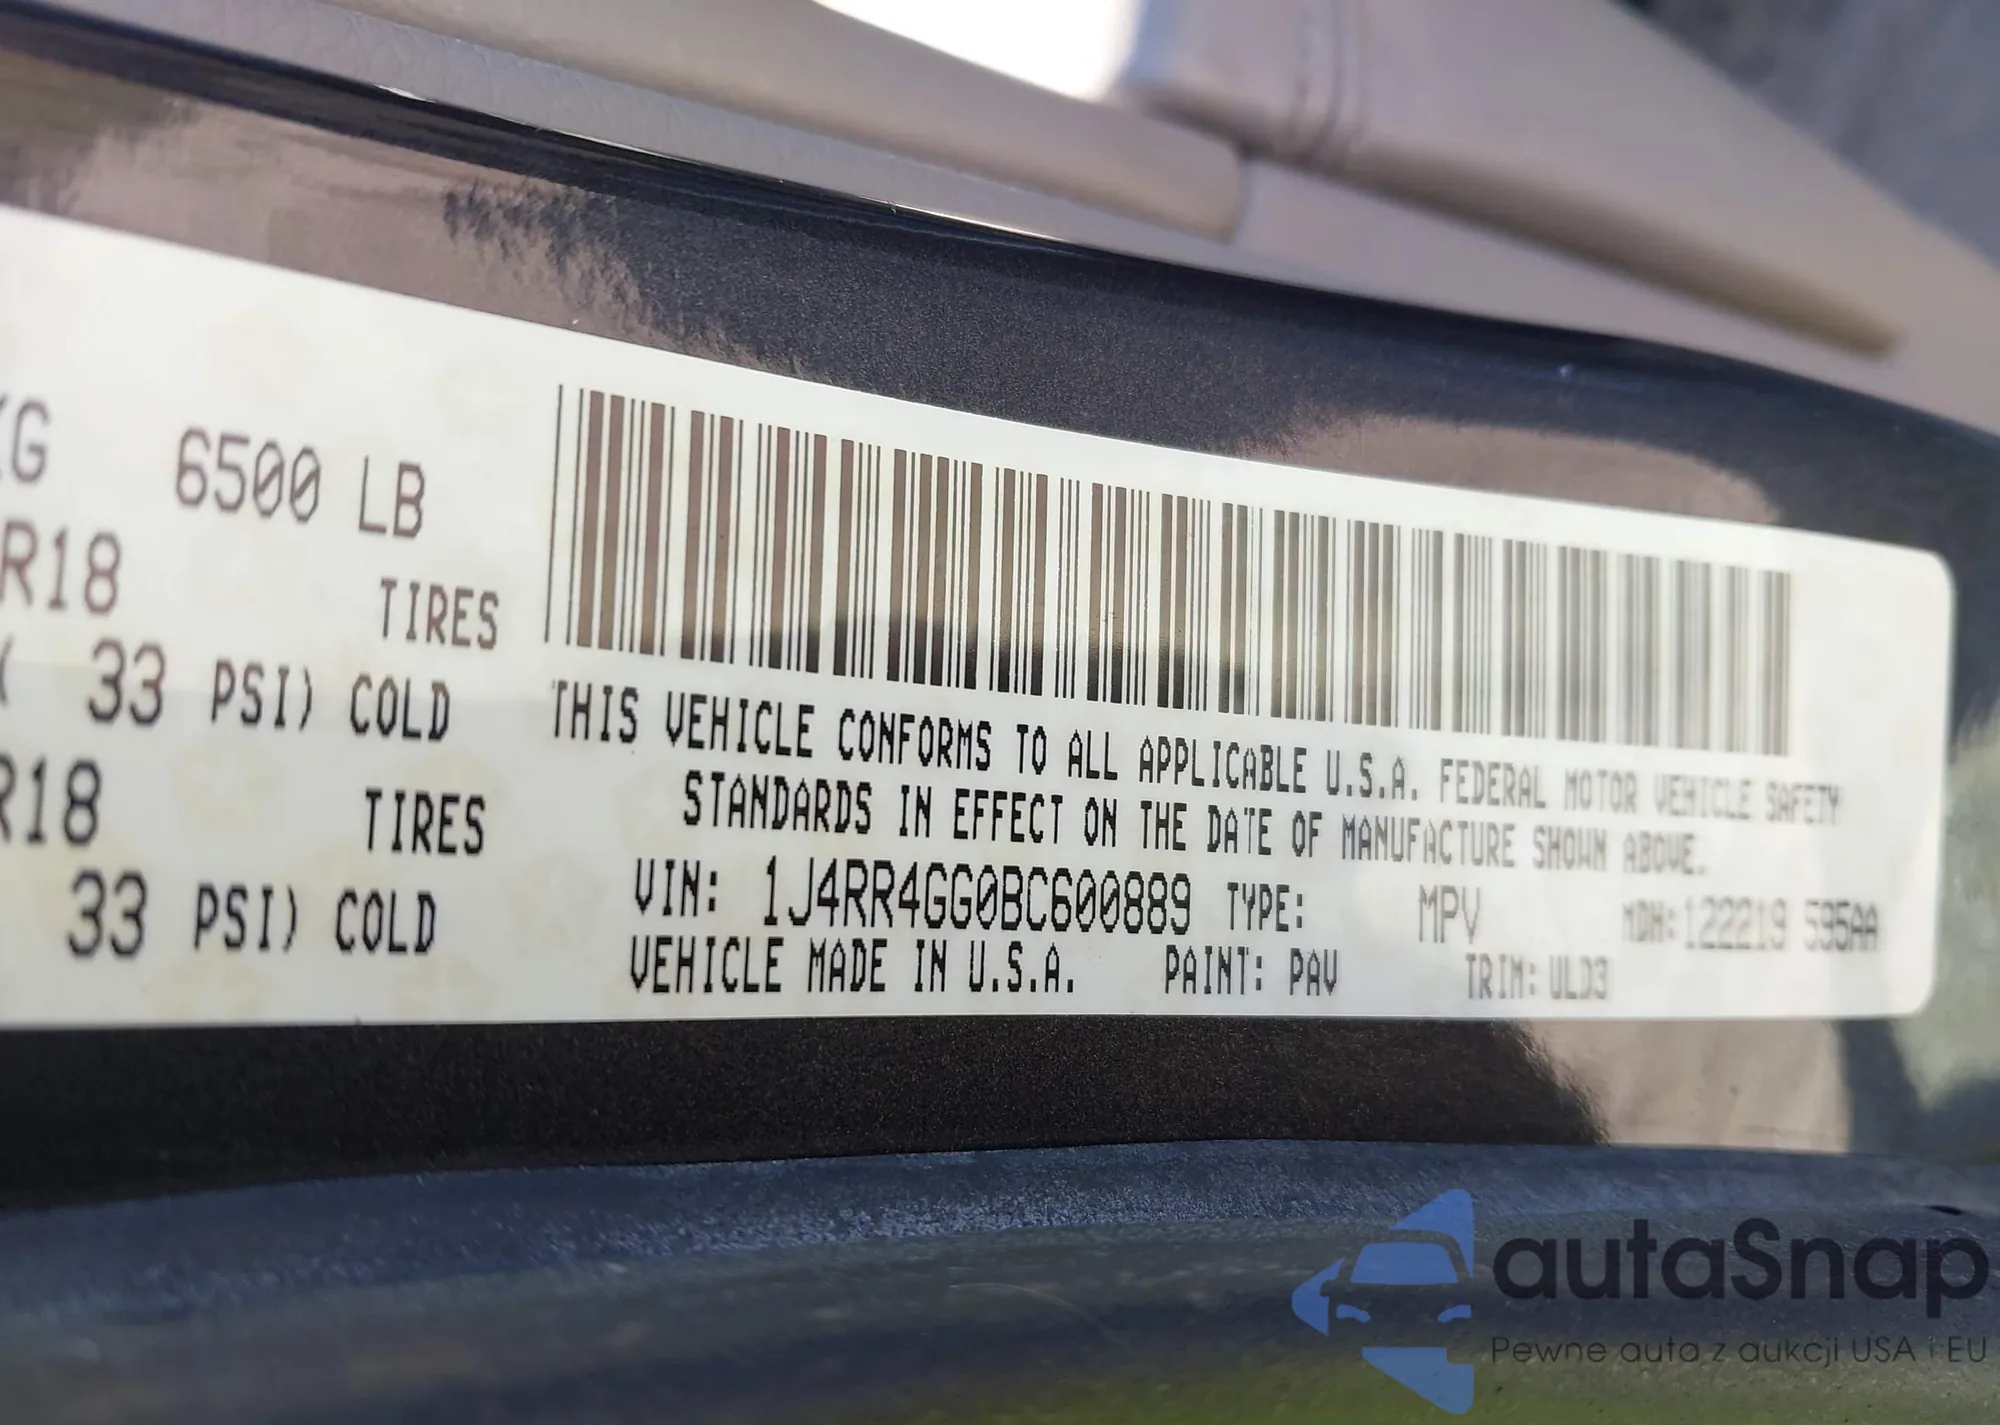 KG 6500 LB
R18 TIRES
33 PSI) COLD
R18 TIRES
33 PSI) COLD
THIS VEHICLE CONFORMS TO ALL APPLICABLE U.S.A. FEDERAL MOTOR VEHICLE SAFETY
STANDARDS IN EFFECT ON THE DATE OF MANUFACTURE SHOWN ABOVE.
VIN: 1J4RR4GG0BC600889 TYPE: MPV MDH: 122219 595AA
VEHICLE MADE IN U.S.A. PAINT: PAV TRIM: ULD3
autaSnap
Pewne auta z aukcji USA i EU